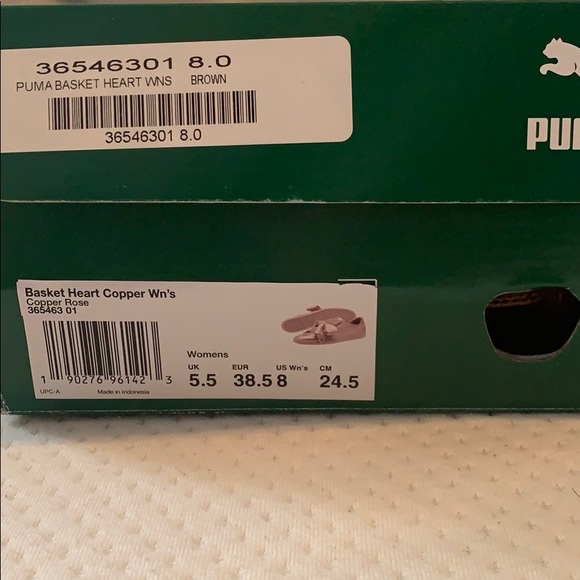 36546301 8.0
PUMA BASKET HEART WNS BROWN
36546301 8.0
Basket Heart Copper Wn's
Copper Rose
365463 01
Womens
UK EUR US Wn's CM
5.5 38.5 8 24.5
1 90276 96142 3
UPC-A Made in Indonesia